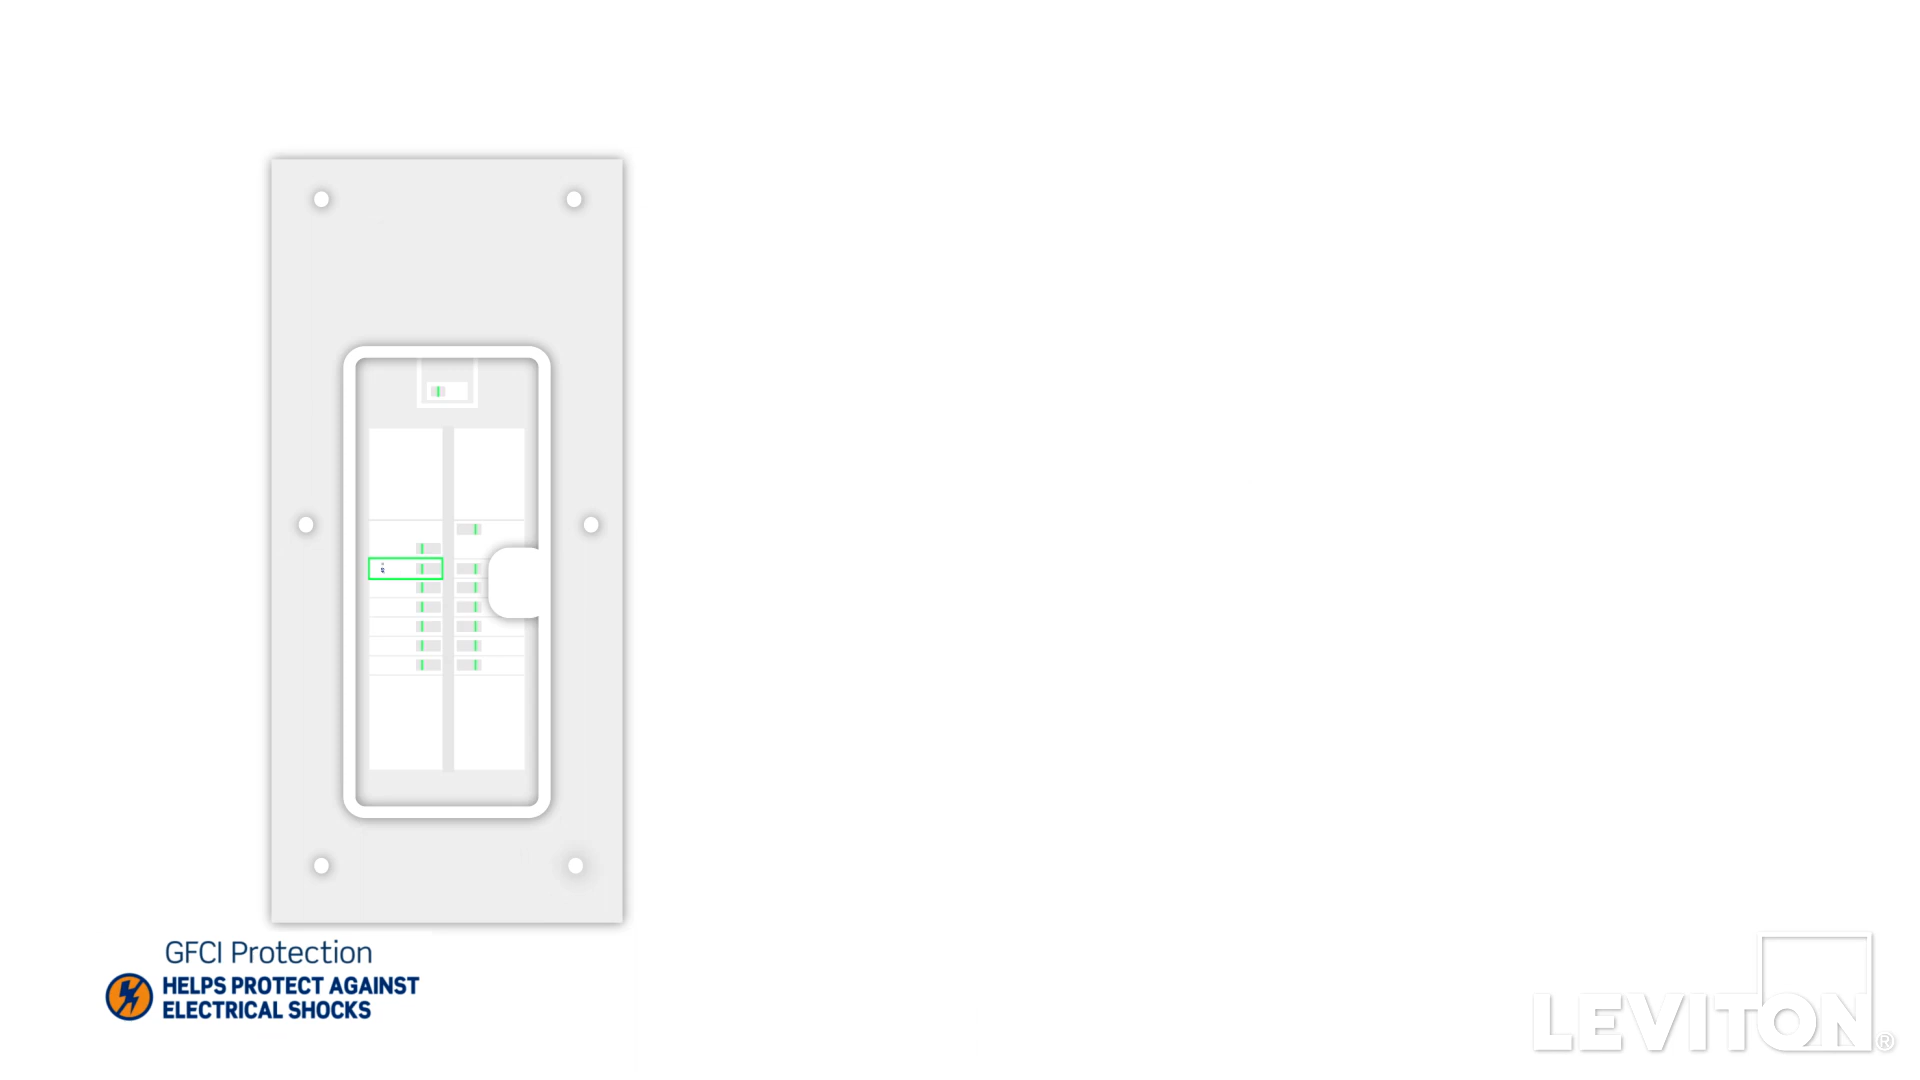 GFCI Protection
HELPS PROTECT AGAINST
ELECTRICAL SHOCKS
LEVITON®